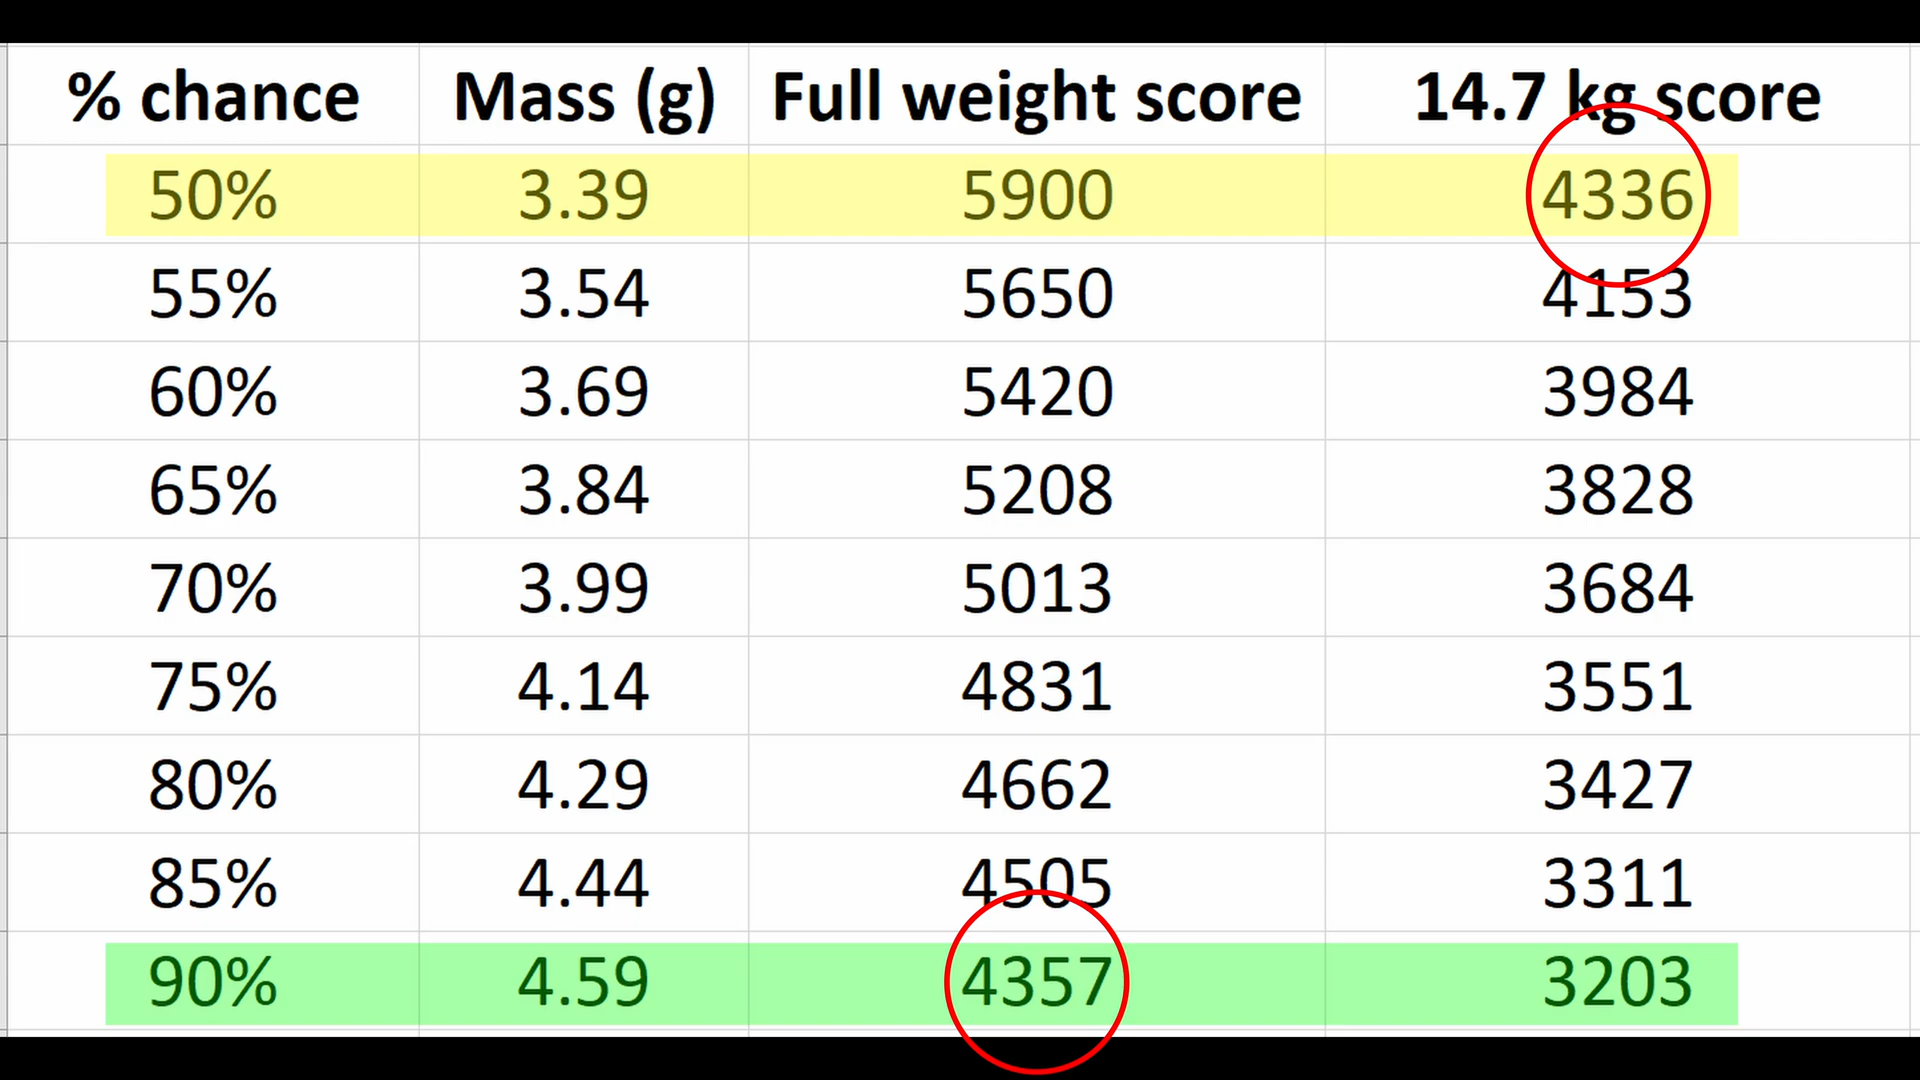 % chance Mass (g) Full weight score 14.7 kg score
50% 3.39 5900 4336
55% 3.54 5650 4153
60% 3.69 5420 3984
65% 3.84 5208 3828
70% 3.99 5013 3684
75% 4.14 4831 3551
80% 4.29 4662 3427
85% 4.44 4505 3311
90% 4.59 4357 3203